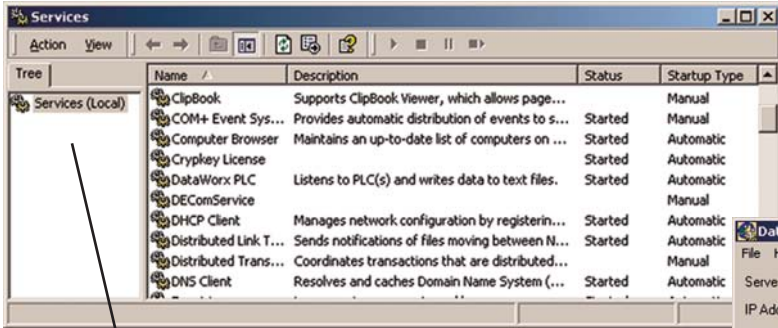 Services
Action View
Tree
Name Description Status Startup Type
Services (Local)
ClipBook Supports ClipBook Viewer, which allows page... Manual
COM+ Event Sys... Provides automatic distribution of events to s... Started Manual
Computer Browser Maintains an up-to-date list of computers on ... Started Automatic
Crypkey License Started Automatic
DataWorx PLC Listens to PLC(s) and writes data to text files. Started Automatic
DEComService Manual
DHCP Client Manages network configuration by registerin... Started Automatic
Distributed Link T... Sends notifications of files moving between N... Started Automatic
Distributed Trans... Coordinates transactions that are distributed... Manual
DNS Client Resolves and caches Domain Name System (... Started Automatic
Dat
File
Serve
IP Add